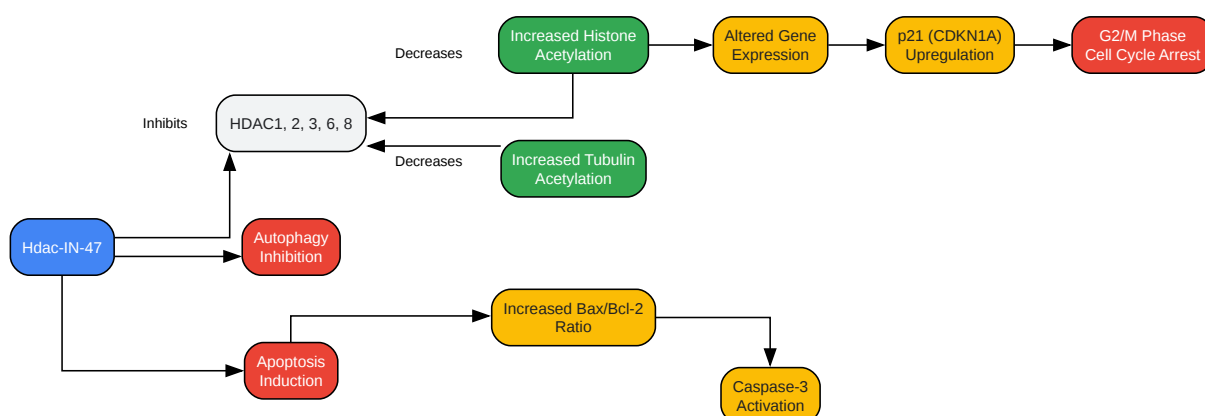 Increased Histone
Acetylation
Altered Gene
Expression
p21 (CDKN1A)
Upregulation
G2/M Phase
Cell Cycle Arrest
Decreases
Inhibits
HDAC1, 2, 3, 6, 8
Decreases
Increased Tubulin
Acetylation
Hdac-IN-47
Autophagy
Inhibition
Increased Bax/Bcl-2
Ratio
Apoptosis
Induction
Caspase-3
Activation